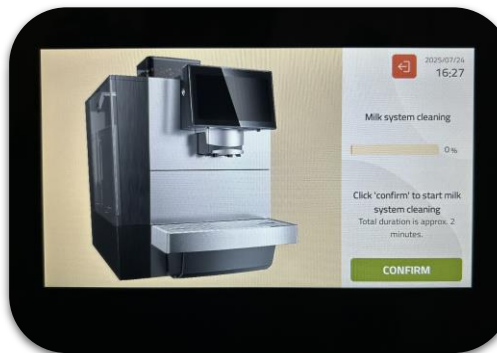 2025/07/24
16:27
Milk system cleaning
0%
Click 'confirm' to start milk
system cleaning
Total duration is approx. 2
minutes.
CONFIRM